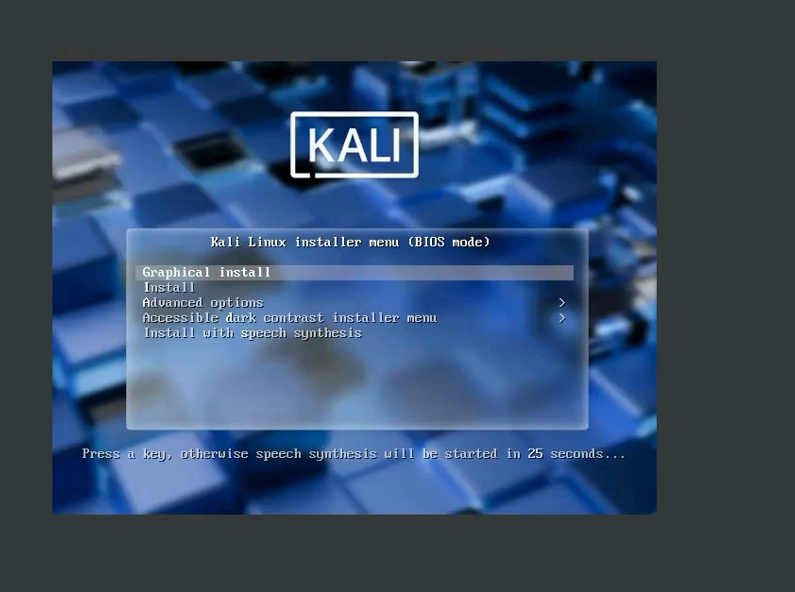 KALI
Kali Linux installer menu (BIOS mode)
Graphical install
Install
Advanced options >
Accessible dark contrast installer menu >
Install with speech synthesis
Press a key, otherwise speech synthesis will be started in 25 seconds...